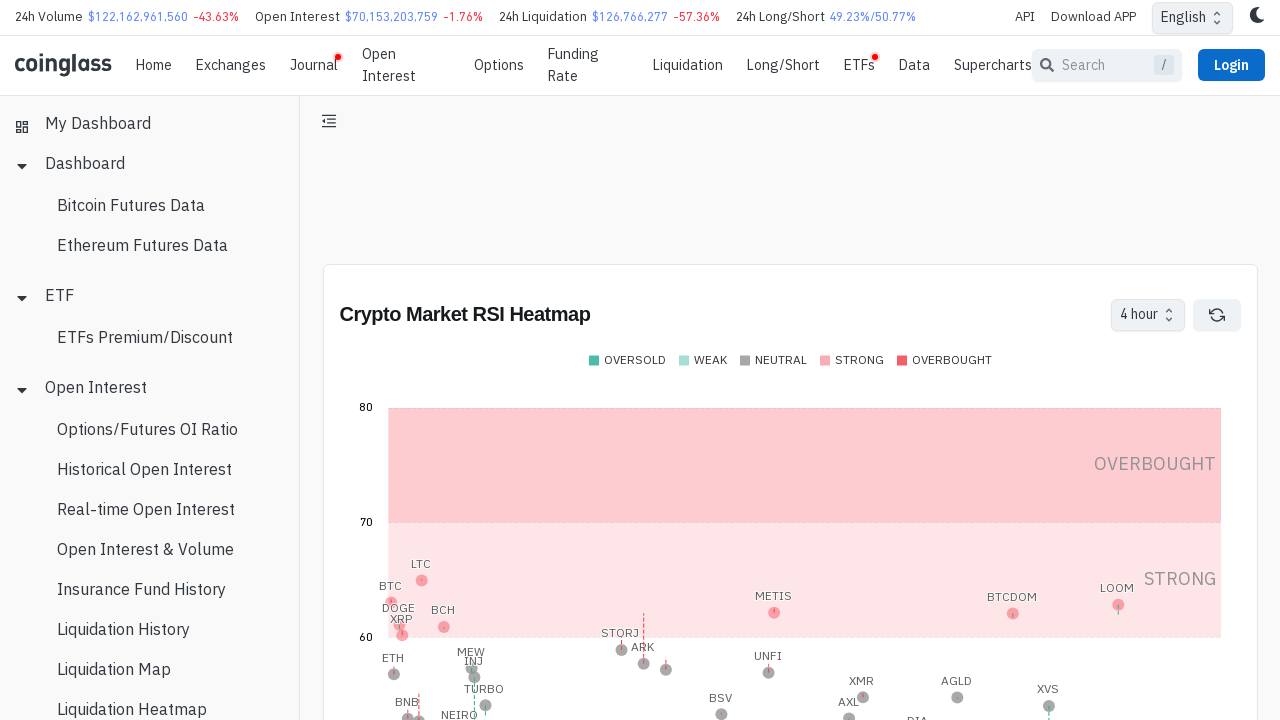 24h Volume $122,162,961,560 -43.63% Open Interest $70,153,203,759 -1.76% 24h Liquidation $126,766,277 -57.36% 24h Long/Short 49.23%/50.77% API Download APP English
coinglass Home Exchanges Journal Open Interest Options Funding Rate Liquidation Long/Short ETFs Data Supercharts Search / Login
My Dashboard
Dashboard
Bitcoin Futures Data
Ethereum Futures Data
ETF
ETFs Premium/Discount
Open Interest
Options/Futures OI Ratio
Historical Open Interest
Real-time Open Interest
Open Interest & Volume
Insurance Fund History
Liquidation History
Liquidation Map
Liquidation Heatmap
Crypto Market RSI Heatmap
4 hour
OVERSOLD WEAK NEUTRAL STRONG OVERBOUGHT
80
OVERBOUGHT
70
LTC
STRONG
BTC
LOOM
METIS
BTCDOM
DOGE
BCH
XRP
60
STORJ
ARK
MEW
UNFI
ETH
INJ
XMR
AGLD
TURBO
XVS
BSV
BNB
AXL
NEIRO
DIA